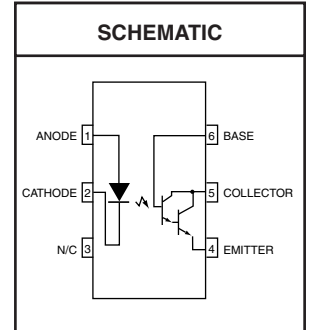 SCHEMATIC
ANODE 1 6 BASE
CATHODE 2 5 COLLECTOR
N/C 3 4 EMITTER